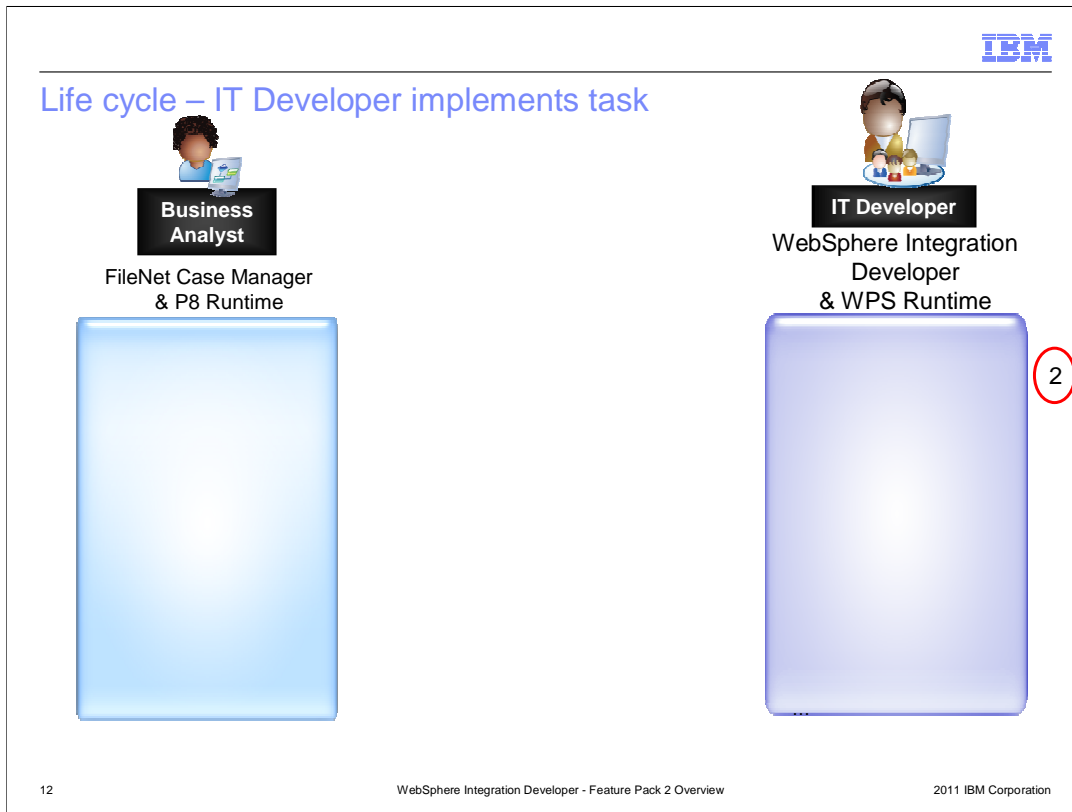 IBM
Life cycle – IT Developer implements task
Business
Analyst
FileNet Case Manager
& P8 Runtime
IT Developer
WebSphere Integration
Developer
& WPS Runtime
2
...
12
WebSphere Integration Developer - Feature Pack 2 Overview
2011 IBM Corporation